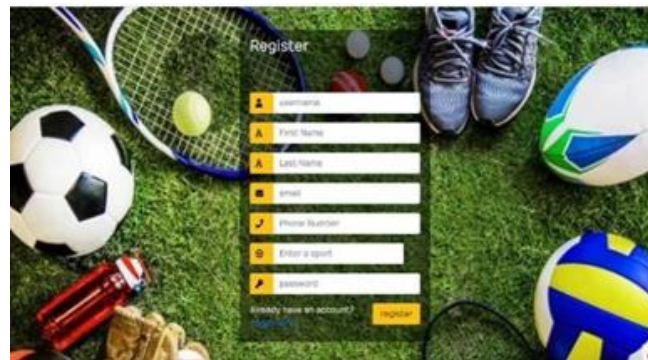 Register
username
First Name
Last Name
email
Phone Number
Enter a sport
password
Already have an account?
register